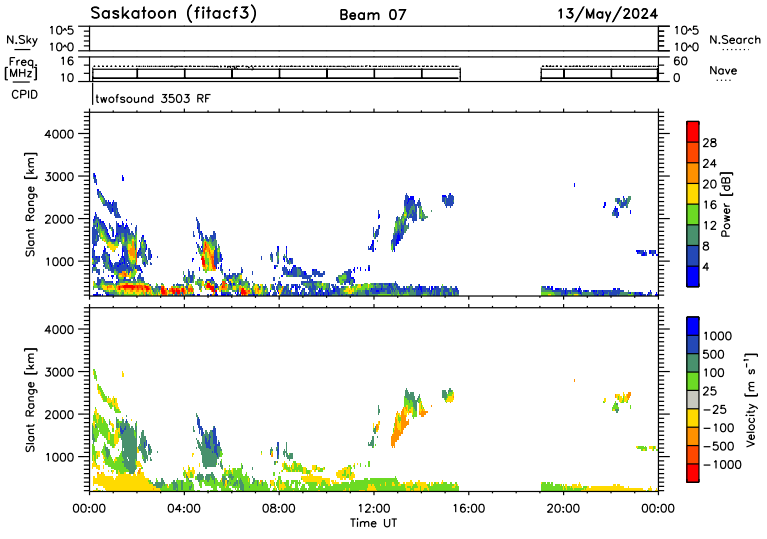 Saskatoon (fitacf3) Beam 07 13/May/2024
10^5 10^5
N.Sky N.Search
10^0 10^0
Freq. 16 60
[MHz] Nave
10 0
CPID
twofsound 3503 RF
4000
3000
2000
1000
Slant Range [km]
28
24
20
16
12
8
4
Power [dB]
4000
3000
2000
1000
Slant Range [km]
1000
500
100
25
−25
−100
−500
−1000
Velocity [m s^−1]
00:00 04:00 08:00 12:00 16:00 20:00 00:00
Time UT